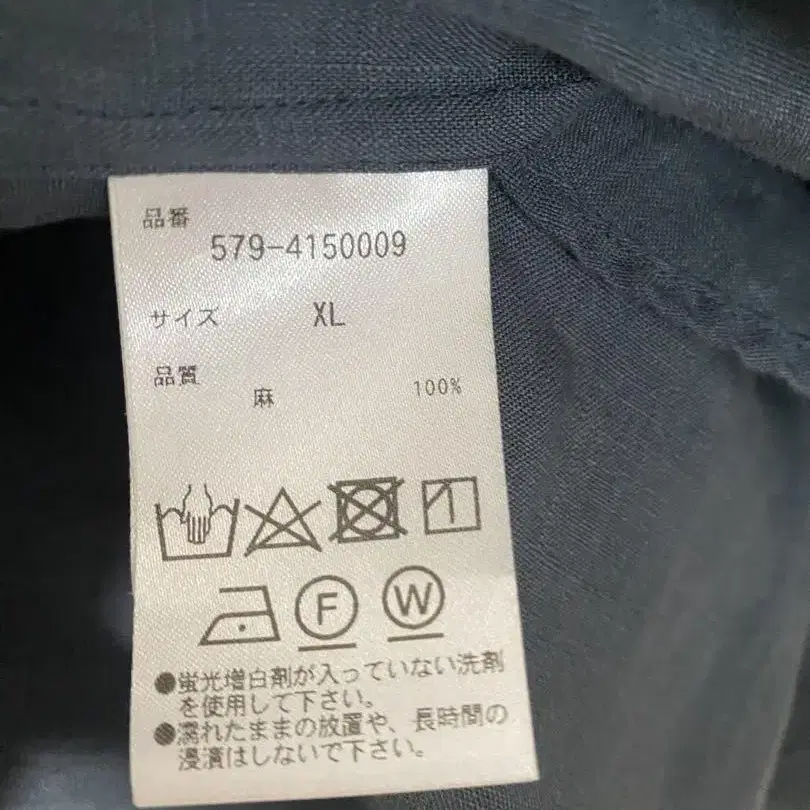 品番
579-4150009
サイズ XL
品質
麻 100%
F W
●蛍光増白剤が入っていない洗剤
を使用して下さい。
●濡れたままの放置や、長時間の
浸漬はしないで下さい。